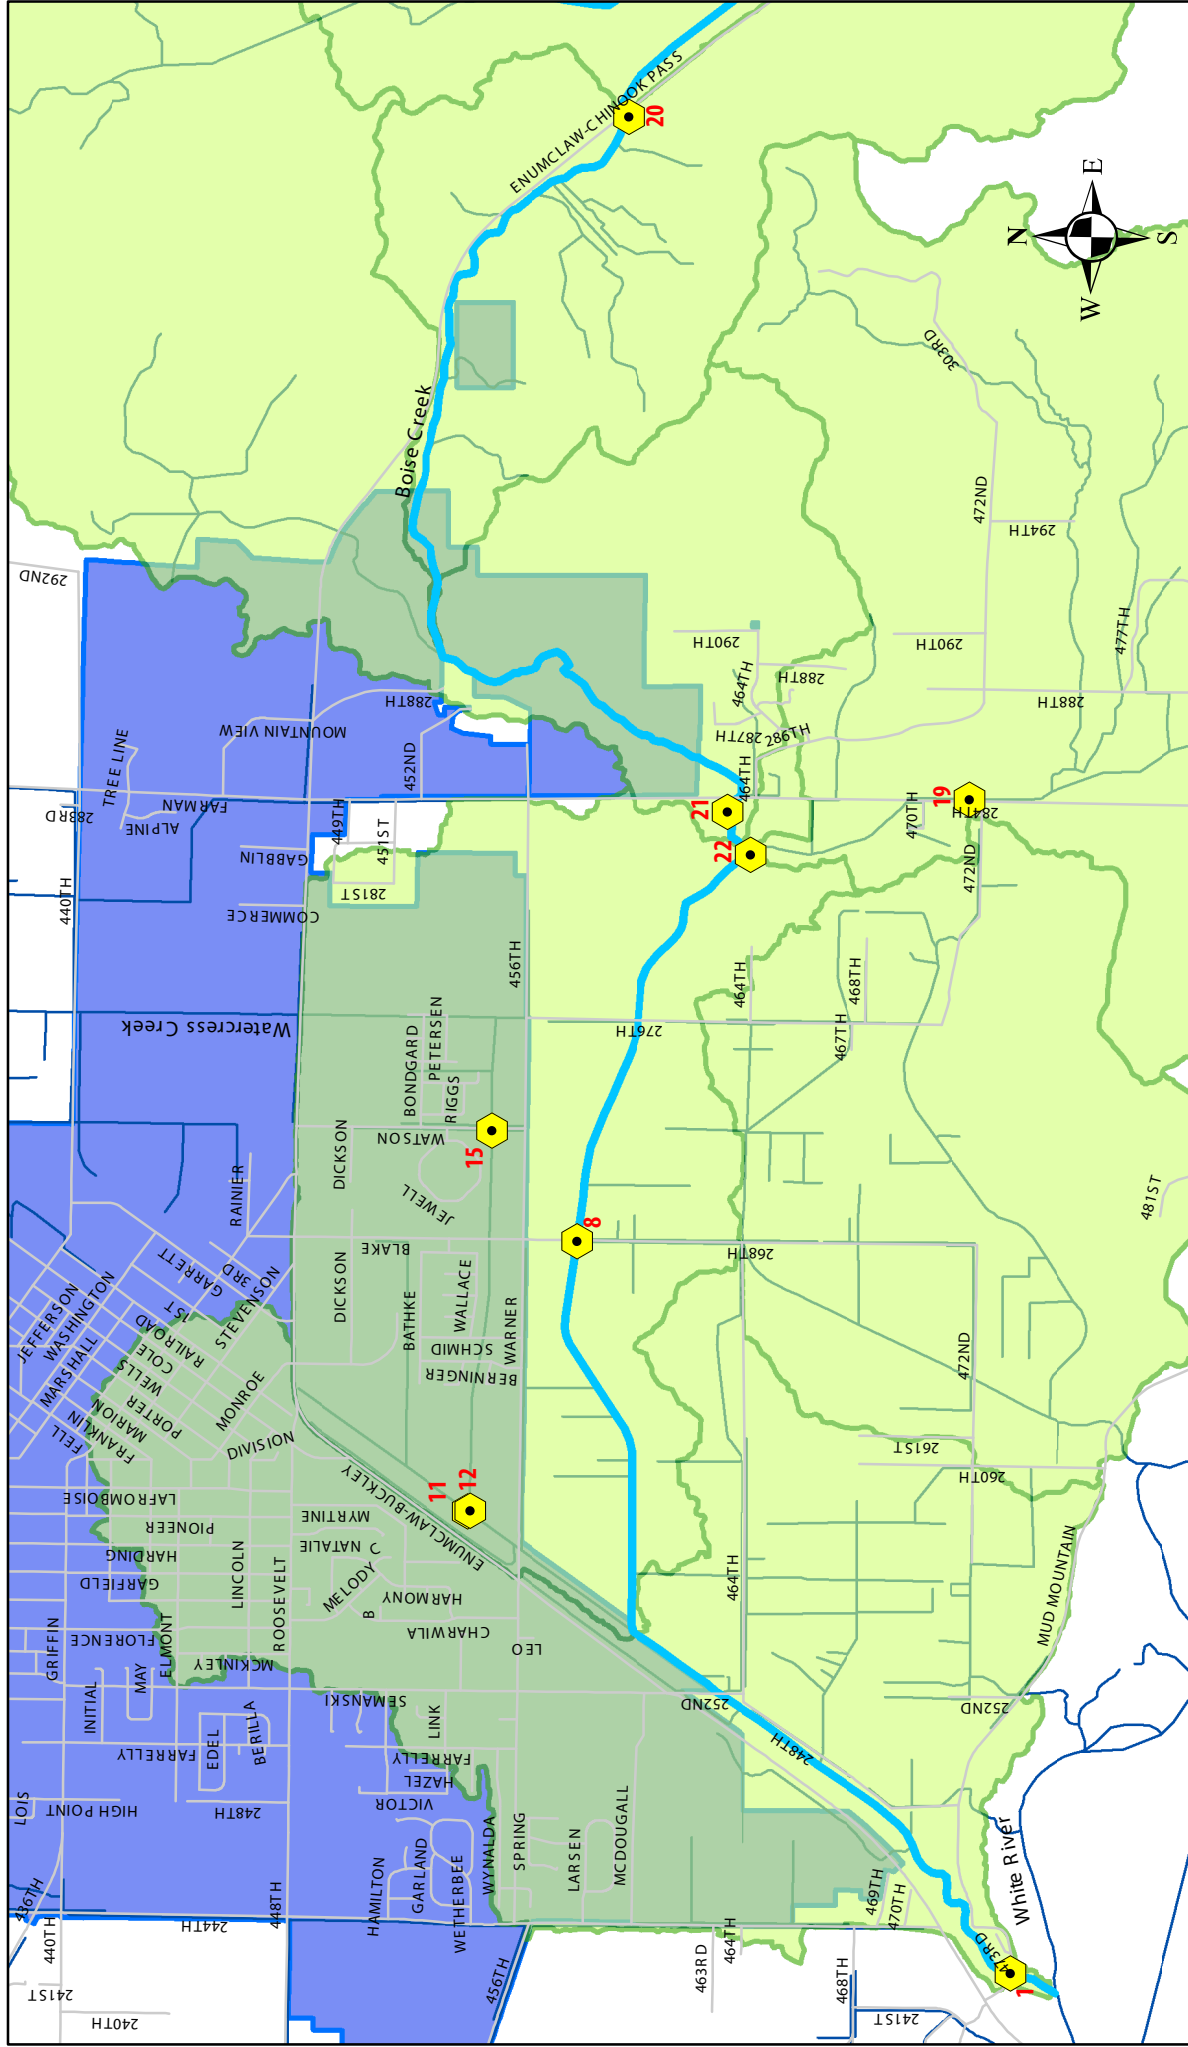 ENUMCLAW-CHINOOK PASS
20
N
E
W
S
Boise Creek
303RD
472ND
294TH
292ND
290TH
290TH
477TH
464TH
288TH
288TH
288TH
287TH
286TH
464TH
MOUNTAIN VIEW
452ND
TREE LINE
FARMAN
283RD
ALPINE
449TH
451ST
GABBLIN
281ST
COMMERCE
440TH
21
22
19
284TH
470TH
472ND
456TH
464TH
468TH
467TH
276TH
Watercress Creek
PETERSEN
BONDGARD
RIGGS
WATSON
DICKSON
15
JEWELL
RAINIER
8
268TH
BLAKE
DICKSON
WALLACE
BATHKE
SCHMID
WARNER
BERNINGER
481ST
GARRETT
3RD
1ST
STEVENSON
JEFFERSON
WASHINGTON
MARSHALL
RAILROAD
COLE
WELLS
PORTER
MARION
FRANKLIN
FELL
MONROE
DIVISION
472ND
261ST
260TH
11
12
ENUMCLAW-BUCKLEY
LAFROMBOISE
PIONEER
HARDING
GARFIELD
LINCOLN
MYRTINE
NATALIE
C
MELODY
B
HARMONY
CHARWILA
ROOSEVELT
LEO
464TH
MUD MOUNTAIN
GRIFFIN
FLORENCE
ELMONT
MCKINLEY
MAY
INITIAL
SEMANSKI
LINK
252ND
252ND
BERILLA
EDEL
FARRELLY
FARRELLY
HAZEL
VICTOR
248TH
LOIS
HIGH POINT
248TH
SPRING
WYNALDA
LARSEN
MCDOUGALL
GARLAND
HAMILTON
WETHERBEE
White River
469TH
470TH
436TH
440TH
244TH
448TH
456TH
463RD
464TH
468TH
473RD
1
241ST
240TH
241ST